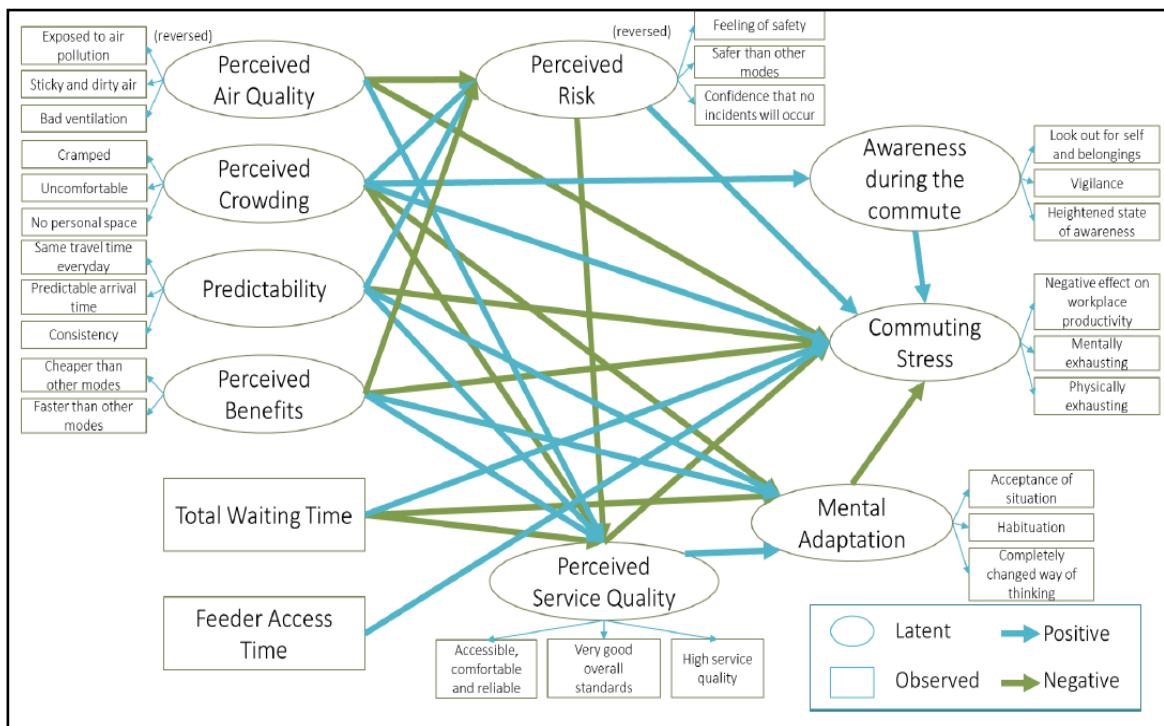 Exposed to air
pollution
(reversed)
Sticky and dirty air
Bad ventilation
Perceived
Air Quality
Cramped
Uncomfortable
No personal space
Perceived
Crowding
Same travel time
everyday
Predictable arrival
time
Consistency
Predictability
Cheaper than
other modes
Faster than other
modes
Perceived
Benefits
Total Waiting Time
Feeder Access
Time
(reversed)
Perceived
Risk
Feeling of safety
Safer than other
modes
Confidence that no
incidents will occur
Awareness
during the
commute
Look out for self
and belongings
Vigilance
Heightened state
of awareness
Commuting
Stress
Negative effect on
workplace
productivity
Mentally
exhausting
Physically
exhausting
Mental
Adaptation
Acceptance of
situation
Habituation
Completely
changed way of
thinking
Perceived
Service Quality
Accessible,
comfortable
and reliable
Very good
overall
standards
High service
quality
Latent
Positive
Observed
Negative